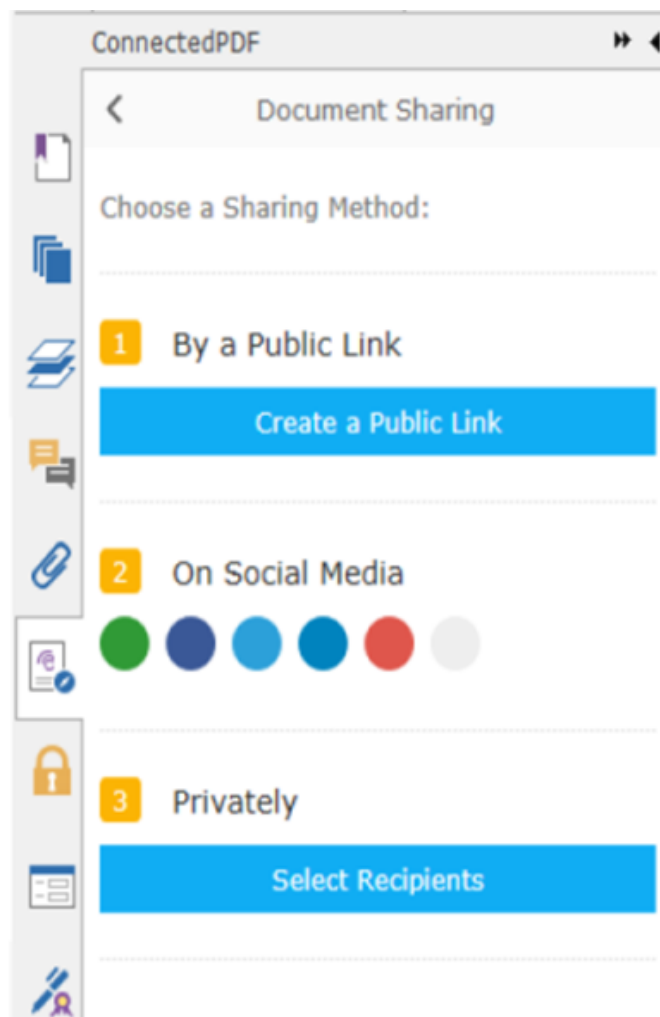 ConnectedPDF
Document Sharing
Choose a Sharing Method:
1 By a Public Link
Create a Public Link
2 On Social Media
3 Privately
Select Recipients